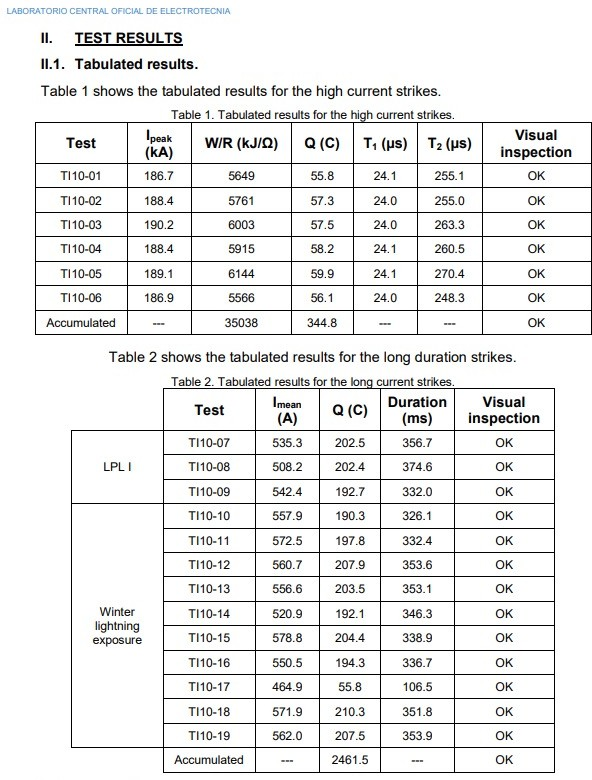 LABORATORIO CENTRAL OFICIAL DE ELECTROTECNIA
II. TEST RESULTS
II.1. Tabulated results.
Table 1 shows the tabulated results for the high current strikes.
Table 1. Tabulated results for the high current strikes.
Test Ipeak (kA) W/R (kJ/Ω) Q (C) T1 (μs) T2 (μs) Visual inspection
TI10-01 186.7 5649 55.8 24.1 255.1 OK
TI10-02 188.4 5761 57.3 24.0 255.0 OK
TI10-03 190.2 6003 57.5 24.0 263.3 OK
TI10-04 188.4 5915 58.2 24.1 260.5 OK
TI10-05 189.1 6144 59.9 24.1 270.4 OK
TI10-06 186.9 5566 56.1 24.0 248.3 OK
Accumulated --- 35038 344.8 --- --- OK
Table 2 shows the tabulated results for the long duration strikes.
Table 2. Tabulated results for the long current strikes.
Test Imean (A) Q (C) Duration (ms) Visual inspection
LPL I
TI10-07 535.3 202.5 356.7 OK
TI10-08 508.2 202.4 374.6 OK
TI10-09 542.4 192.7 332.0 OK
Winter lightning exposure
TI10-10 557.9 190.3 326.1 OK
TI10-11 572.5 197.8 332.4 OK
TI10-12 560.7 207.9 353.6 OK
TI10-13 556.6 203.5 353.1 OK
TI10-14 520.9 192.1 346.3 OK
TI10-15 578.8 204.4 338.9 OK
TI10-16 550.5 194.3 336.7 OK
TI10-17 464.9 55.8 106.5 OK
TI10-18 571.9 210.3 351.8 OK
TI10-19 562.0 207.5 353.9 OK
Accumulated --- 2461.5 --- OK